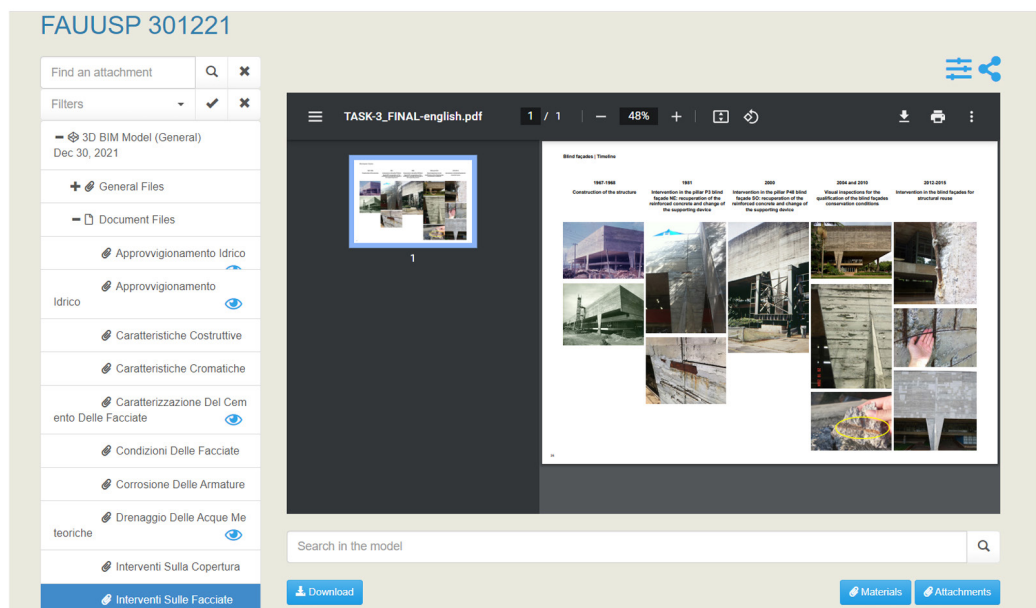 FAUUSP 301221
Find an attachment
Filters
3D BIM Model (General)
Dec 30, 2021
General Files
Document Files
Approvvigionamento Idrico
Approvvigionamento
Idrico
Caratteristiche Costruttive
Caratteristiche Cromatiche
Caratterizzazione Del Cem
ento Delle Facciate
Condizioni Delle Facciate
Corrosione Delle Armature
Drenaggio Delle Acque Me
teoriche
Interventi Sulla Copertura
Interventi Sulle Facciate
TASK-3_FINAL-english.pdf
1 / 1
48%
1
Blind façades | Timeline
1967-1968
Construction of the structure
1981
Intervention in the pillar P3 blind
façade NE: recuperation of the
reinforced concrete and change of
the supporting device
2000
Intervention in the pillar P48 blind
façade SO: recuperation of the
reinforced concrete and change of
the supporting device
2004 and 2010
Visual inspections for the
qualification of the blind façades
conservation conditions
2012-2015
Intervention in the blind façades for
structural reuse
Search in the model
Download
Materials
Attachments